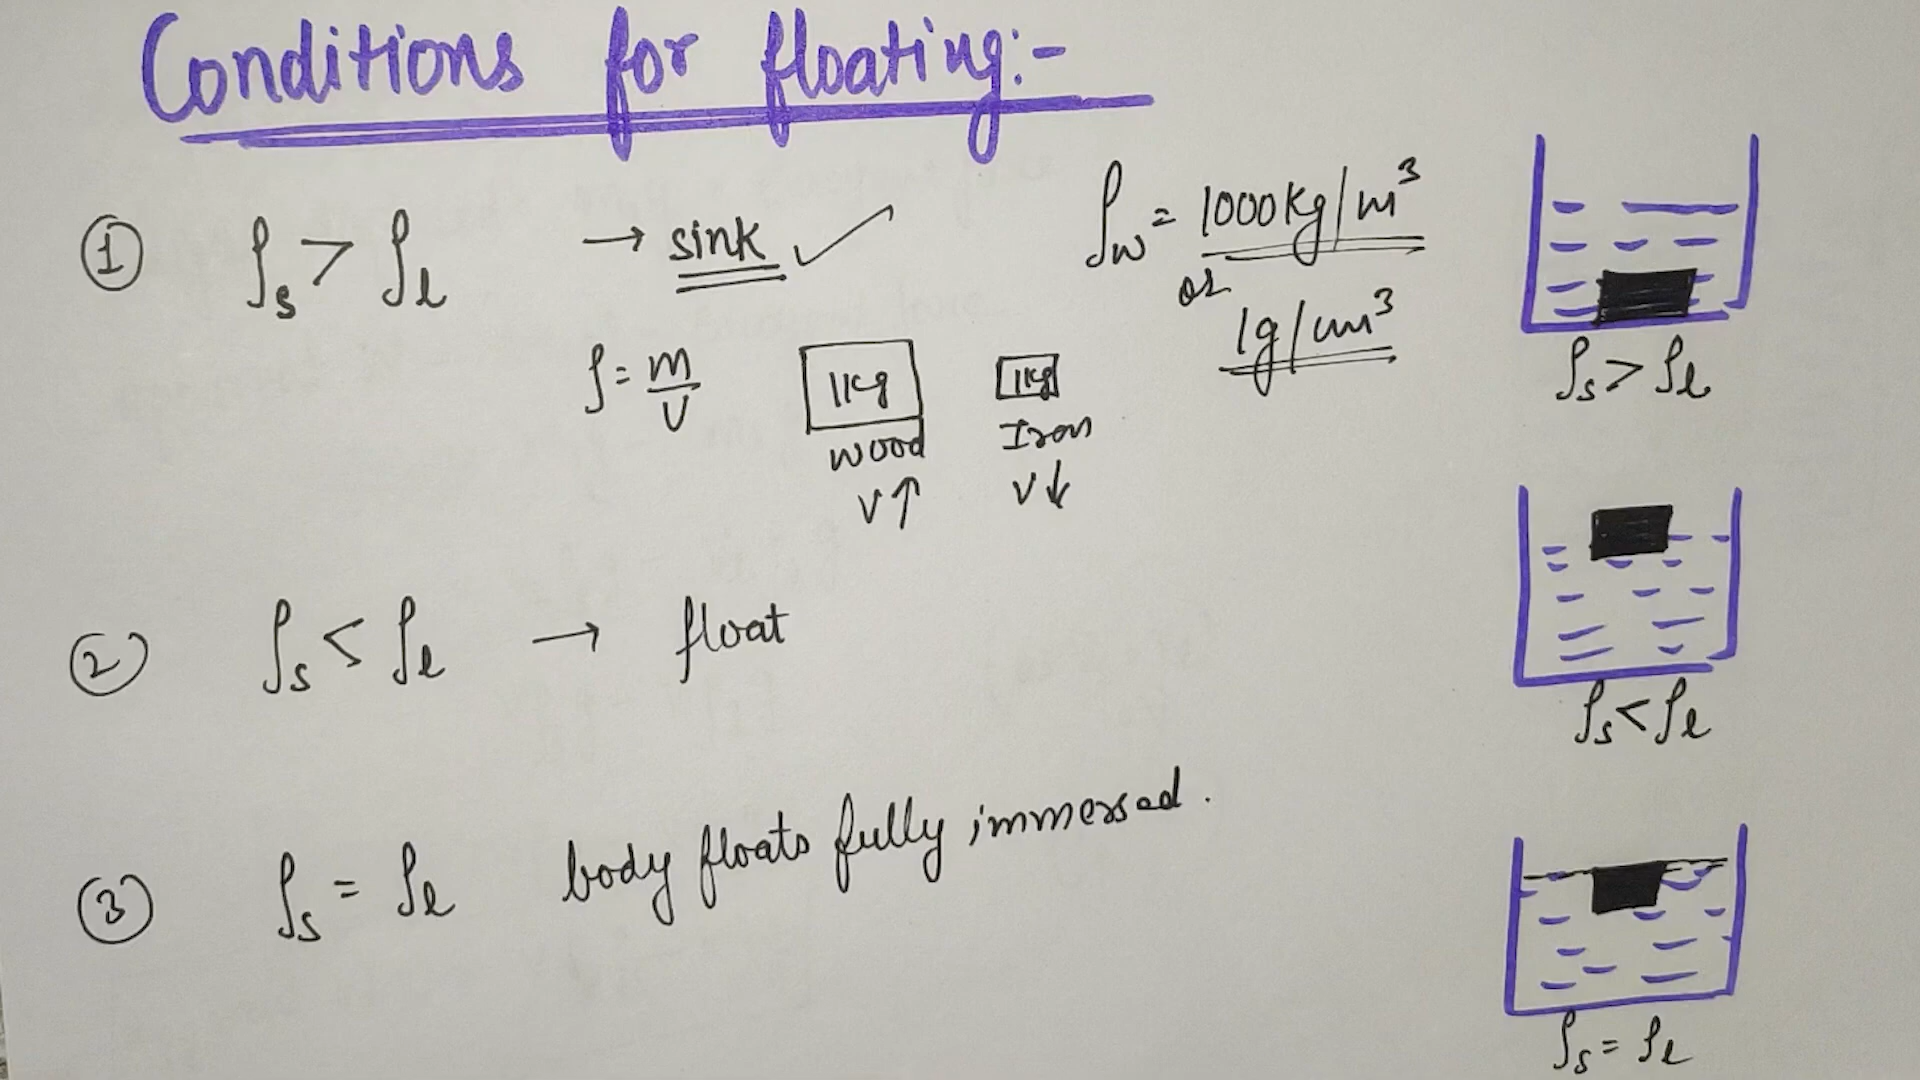 Conditions for floating:-
① ρs > ρl → sink ✓
ρw = 1000kg/m³
or
1g/cm³
ρ = m/V
1kg
wood
V↑
1kg
Iron
V↓
ρs > ρl
② ρs < ρl → float
ρs < ρl
③ ρs = ρl body floats fully immersed.
ρs = ρl